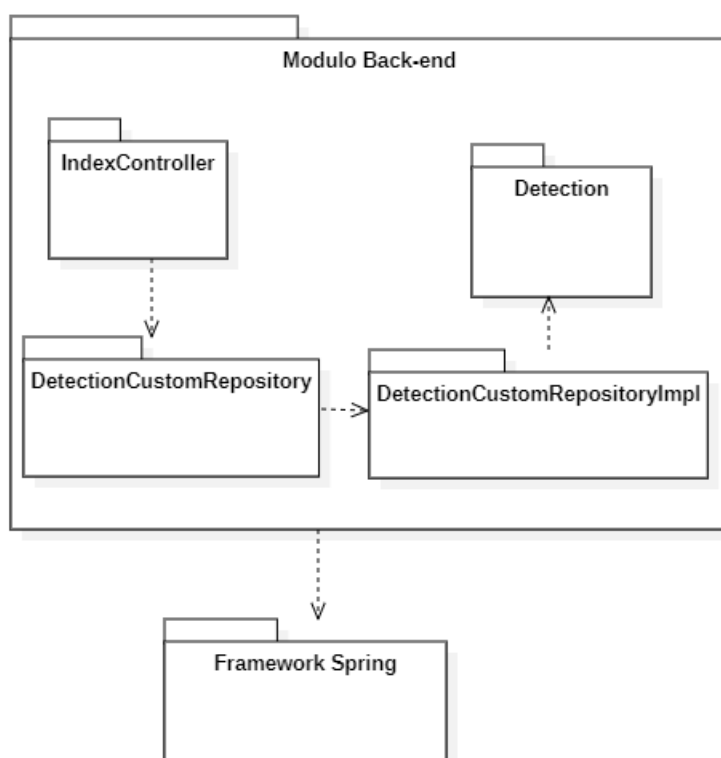 Modulo Back-end
IndexController
Detection
DetectionCustomRepository
DetectionCustomRepositoryImpl
Framework Spring